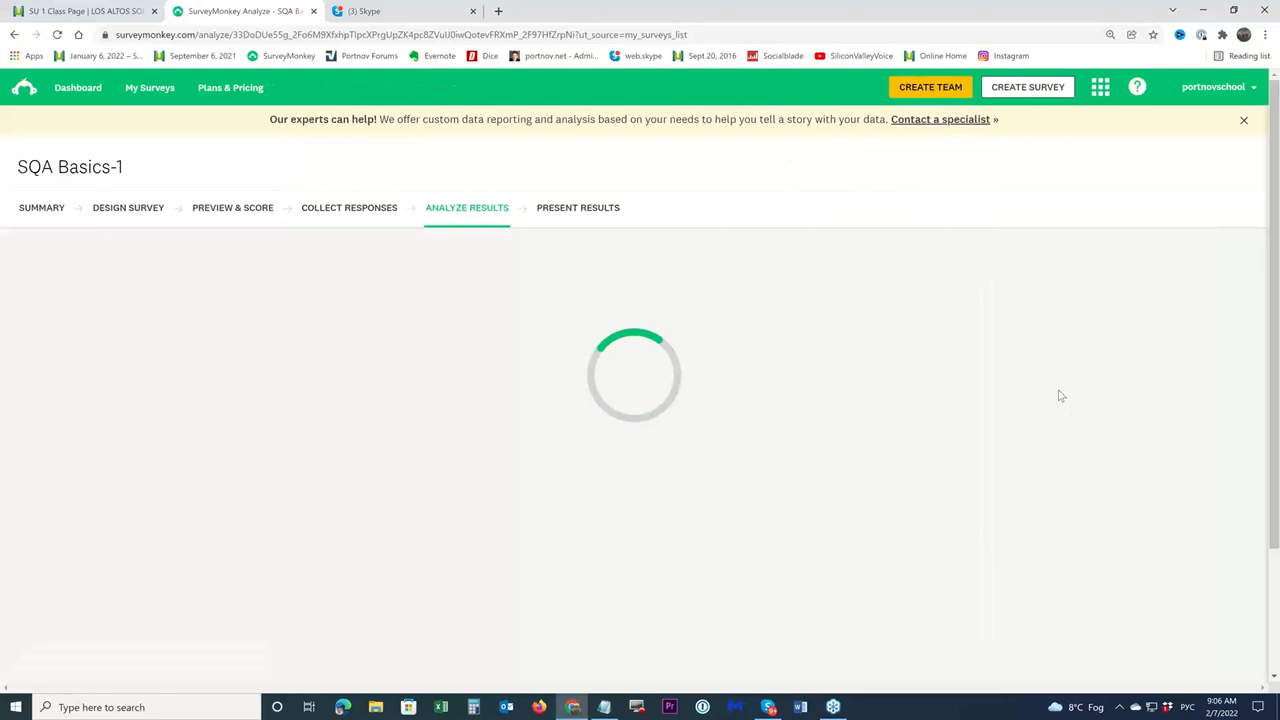 SU 1 Class Page | LOS ALTOS SO
SurveyMonkey Analyze - SQA Ba
(3) Skype
surveymonkey.com/analyze/33DoDUe55g_2Fo6M9XfxhpTIpcXPrgUpZK4pc8ZVuIJ0iwQotevFRXmP_2F97HfZrpNi?ut_source=my_surveys_list
Apps
January 6, 2022 – S...
September 6, 2021
SurveyMonkey
Portnov Forums
Evernote
Dice
portnov.net - Admi...
web.skype
Sept 20, 2016
Socialblade
SiliconValleyVoice
Online Home
Instagram
Reading list
Dashboard
My Surveys
Plans & Pricing
CREATE TEAM
CREATE SURVEY
portnovschool
Our experts can help! We offer custom data reporting and analysis based on your needs to help you tell a story with your data. Contact a specialist »
SQA Basics-1
SUMMARY
DESIGN SURVEY
PREVIEW & SCORE
COLLECT RESPONSES
ANALYZE RESULTS
PRESENT RESULTS
Type here to search
8°C Fog
РУС
9:06 AM
2/7/2022